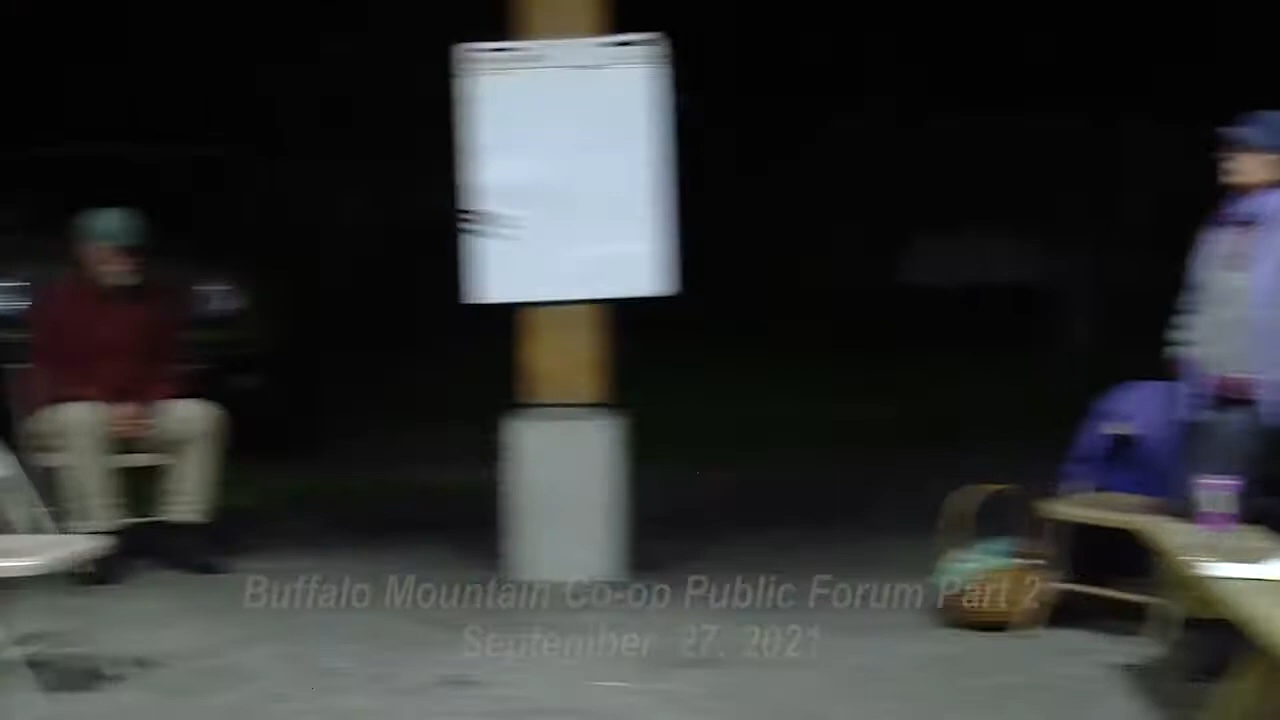 Buffalo Mountain Co-op Public Forum Part 2
September 27, 2021